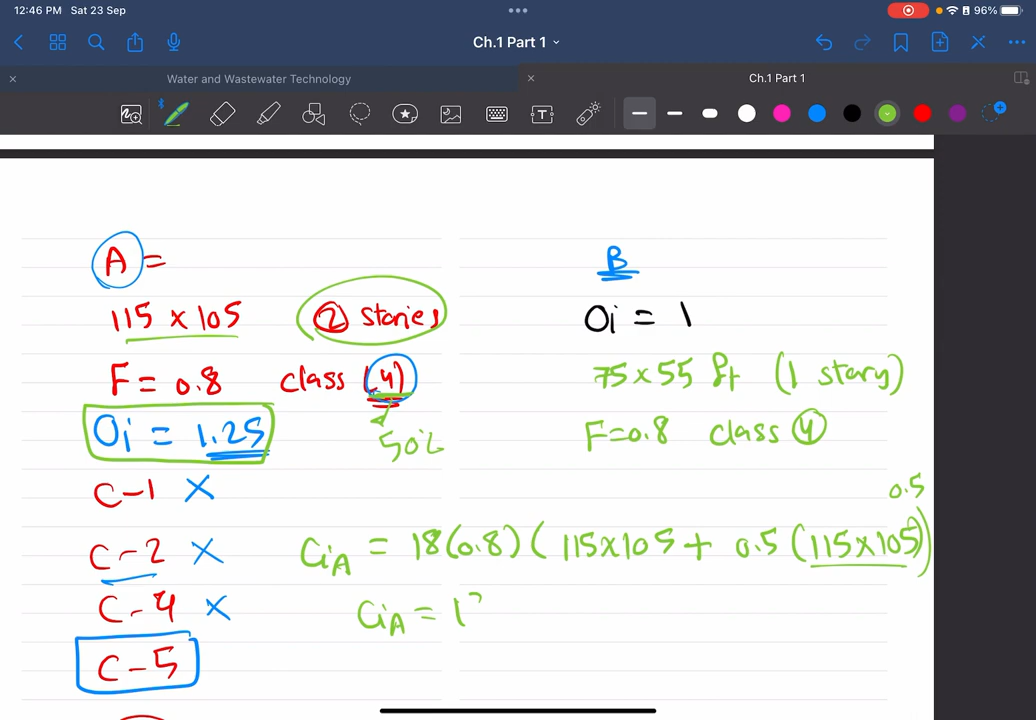 12:46 PM Sat 23 Sep
96%
Ch.1 Part 1
Water and Wastewater Technology
Ch.1 Part 1
A =
115 x 105 2 stories
F = 0.8 class (4)
Oi = 1.25
50%
C-1 X
C-2 X
C-4 X
C-5
B
Oi = 1
75 x 55 ft (1 story)
F=0.8 class 4
CiA = 18(0.8) ( 115x105 + 0.5 (115x105))^0.5
CiA = 1